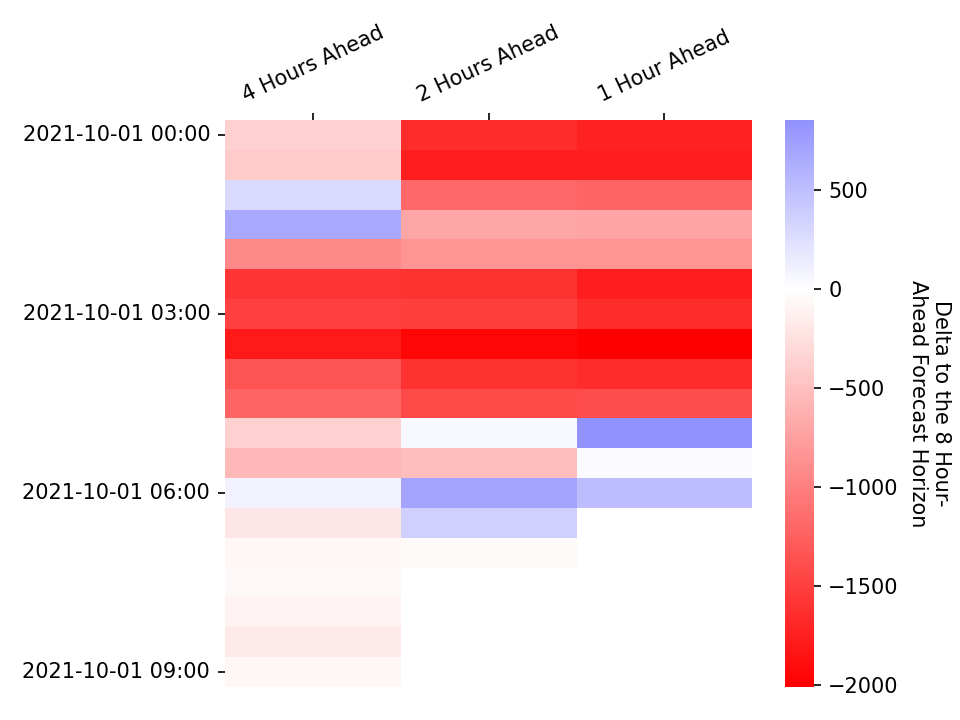 4 Hours Ahead
2 Hours Ahead
1 Hour Ahead
2021-10-01 00:00
2021-10-01 03:00
2021-10-01 06:00
2021-10-01 09:00
500
0
−500
−1000
−1500
−2000
Delta to the 8 Hour-
Ahead Forecast Horizon